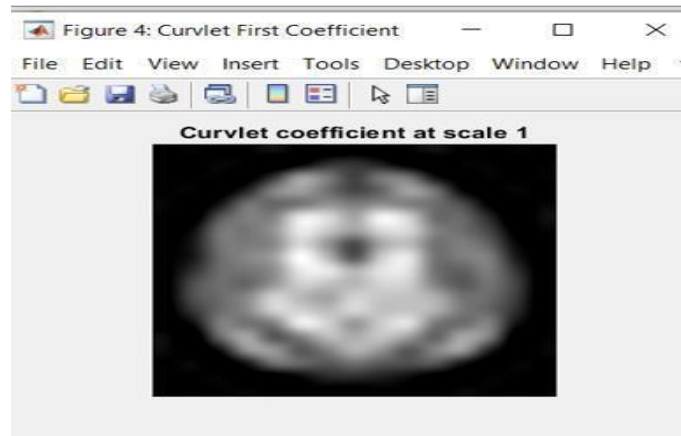 Figure 4: Curvlet First Coefficient
File Edit View Insert Tools Desktop Window Help
Curvlet coefficient at scale 1